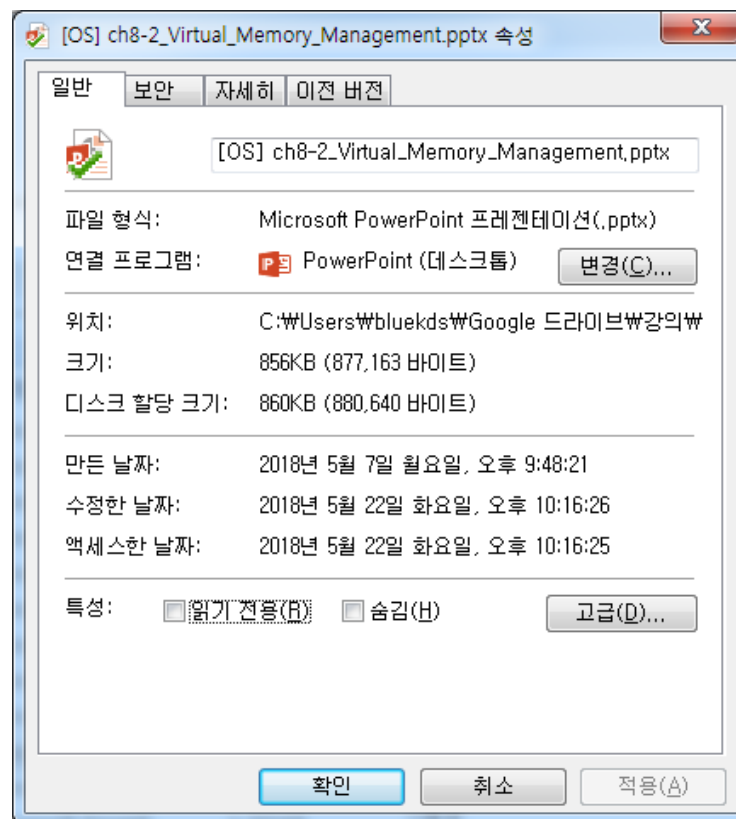 [OS] ch8-2_Virtual_Memory_Management.pptx 속성
일반 보안 자세히 이전 버전
[OS] ch8-2_Virtual_Memory_Management.pptx
파일 형식: Microsoft PowerPoint 프레젠테이션(.pptx)
연결 프로그램: PowerPoint (데스크톱) 변경(C)...
위치: C:₩Users₩bluekds₩Google 드라이브₩강의₩
크기: 856KB (877,163 바이트)
디스크 할당 크기: 860KB (880,640 바이트)
만든 날짜: 2018년 5월 7일 월요일, 오후 9:48:21
수정한 날짜: 2018년 5월 22일 화요일, 오후 10:16:26
액세스한 날짜: 2018년 5월 22일 화요일, 오후 10:16:25
특성: 읽기 전용(R) 숨김(H) 고급(D)...
확인 취소 적용(A)